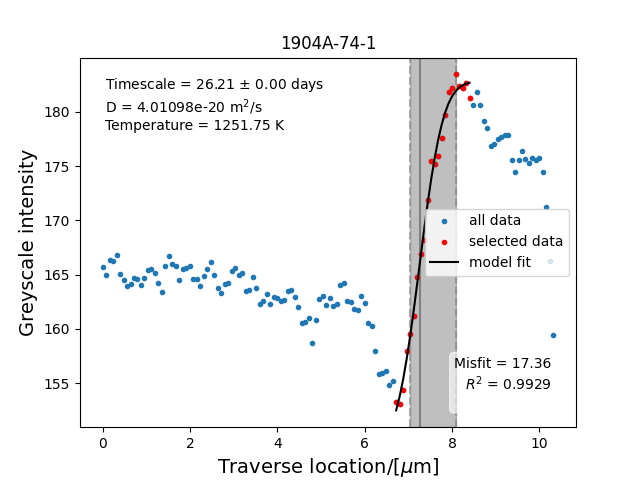 1904A-74-1
Timescale = 26.21 ± 0.00 days
D = 4.01098e-20 m²/s
Temperature = 1251.75 K
Greyscale intensity
180
175
170
165
160
155
all data
selected data
model fit
Misfit = 17.36
R² = 0.9929
0 2 4 6 8 10
Traverse location/[μm]